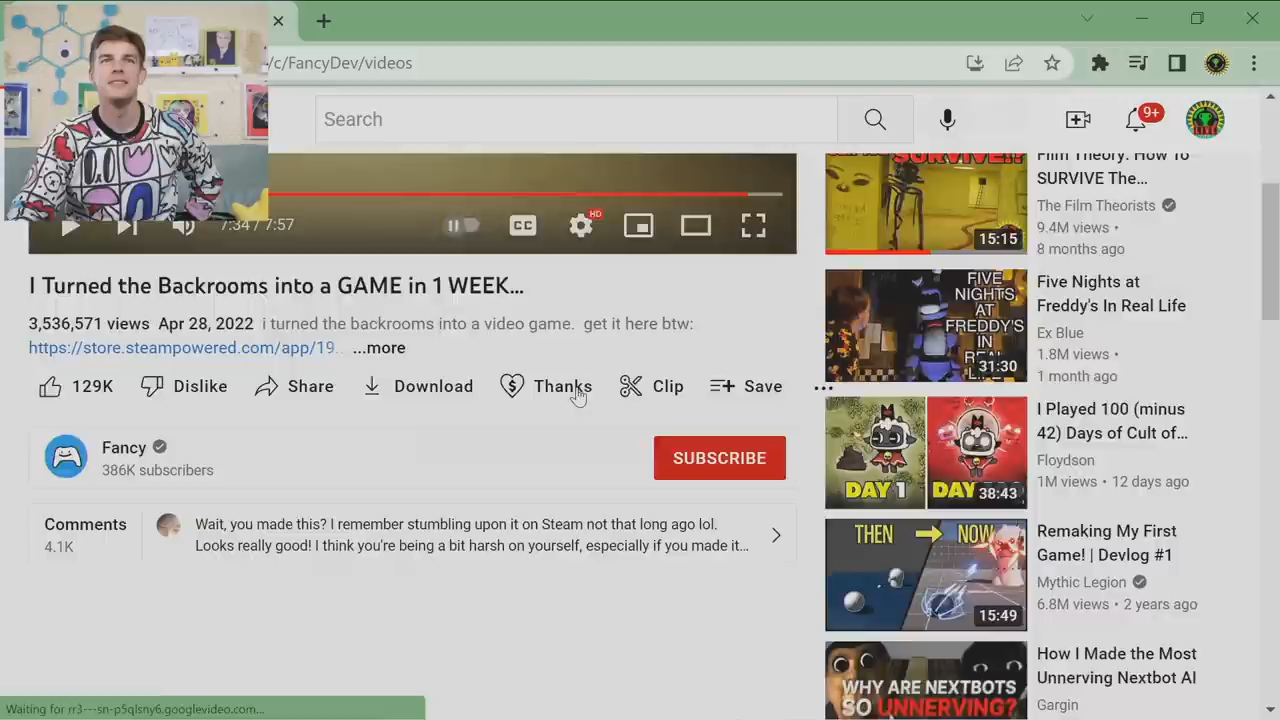 /c/FancyDev/videos
Search
9+
LIVE
7:34 / 7:57
CC
HD
I Turned the Backrooms into a GAME in 1 WEEK...
3,536,571 views Apr 28, 2022 i turned the backrooms into a video game. get it here btw:
https://store.steampowered.com/app/19... ...more
129K
Dislike
Share
Download
Thanks
Clip
Save
Fancy
386K subscribers
SUBSCRIBE
Comments
4.1K
Wait, you made this? I remember stumbling upon it on Steam not that long ago lol.
Looks really good! I think you're being a bit harsh on yourself, especially if you made it...
SURVIVE!!
15:15
Film Theory: How To
SURVIVE The...
The Film Theorists
9.4M views •
8 months ago
FIVE
NIGHTS
AT
FREDDY'S
IN
REAL
31:30
Five Nights at
Freddy's In Real Life
Ex Blue
1.8M views •
1 month ago
DAY 1
DAY
38:43
I Played 100 (minus
42) Days of Cult of...
Floydson
1M views • 12 days ago
THEN
NOW
15:49
Remaking My First
Game! | Devlog #1
Mythic Legion
6.8M views • 2 years ago
WHY ARE NEXTBOTS
SO UNNERVING?
How I Made the Most
Unnerving Nextbot AI
Gargin
Waiting for rr3---sn-p5qlsny6.googlevideo.com...